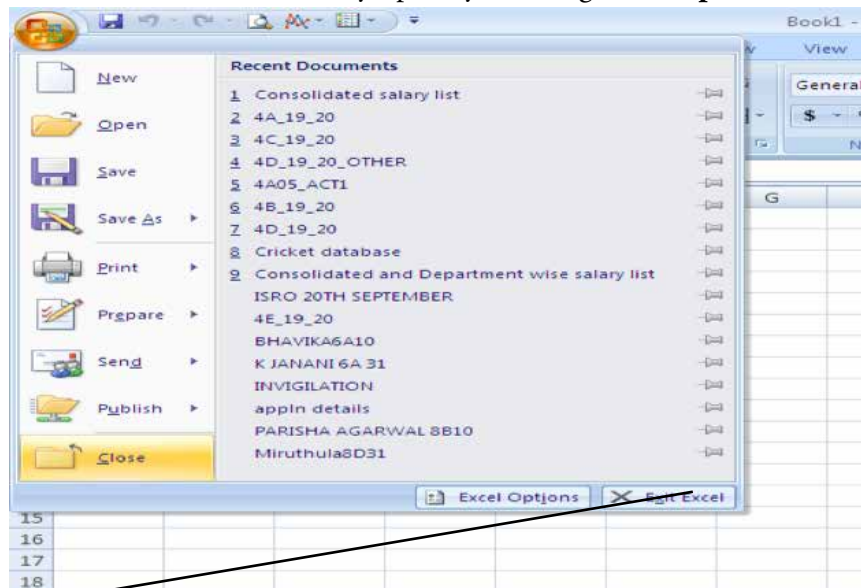 Book1 -
View
New
Open
Save
Save As
Print
Prepare
Send
Publish
Close
Recent Documents
1 Consolidated salary list
2 4A_19_20
3 4C_19_20
4 4D_19_20_OTHER
5 4A05_ACT1
6 4B_19_20
7 4D_19_20
8 Cricket database
9 Consolidated and Department wise salary list
ISRO 20TH SEPTEMBER
4E_19_20
BHAVIKA6A10
K JANANI 6A 31
INVIGILATION
appln details
PARISHA AGARWAL 8B10
Miruthula8D31
Excel Options
Exit Excel
General
$
G
15
16
17
18